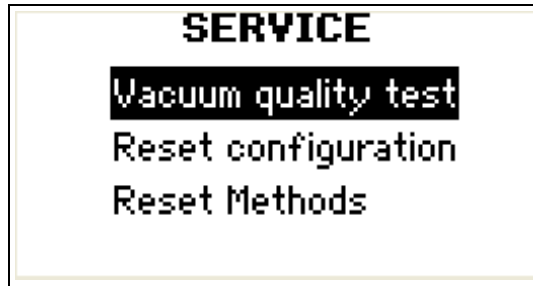 SERVICE
Vacuum quality test
Reset configuration
Reset Methods